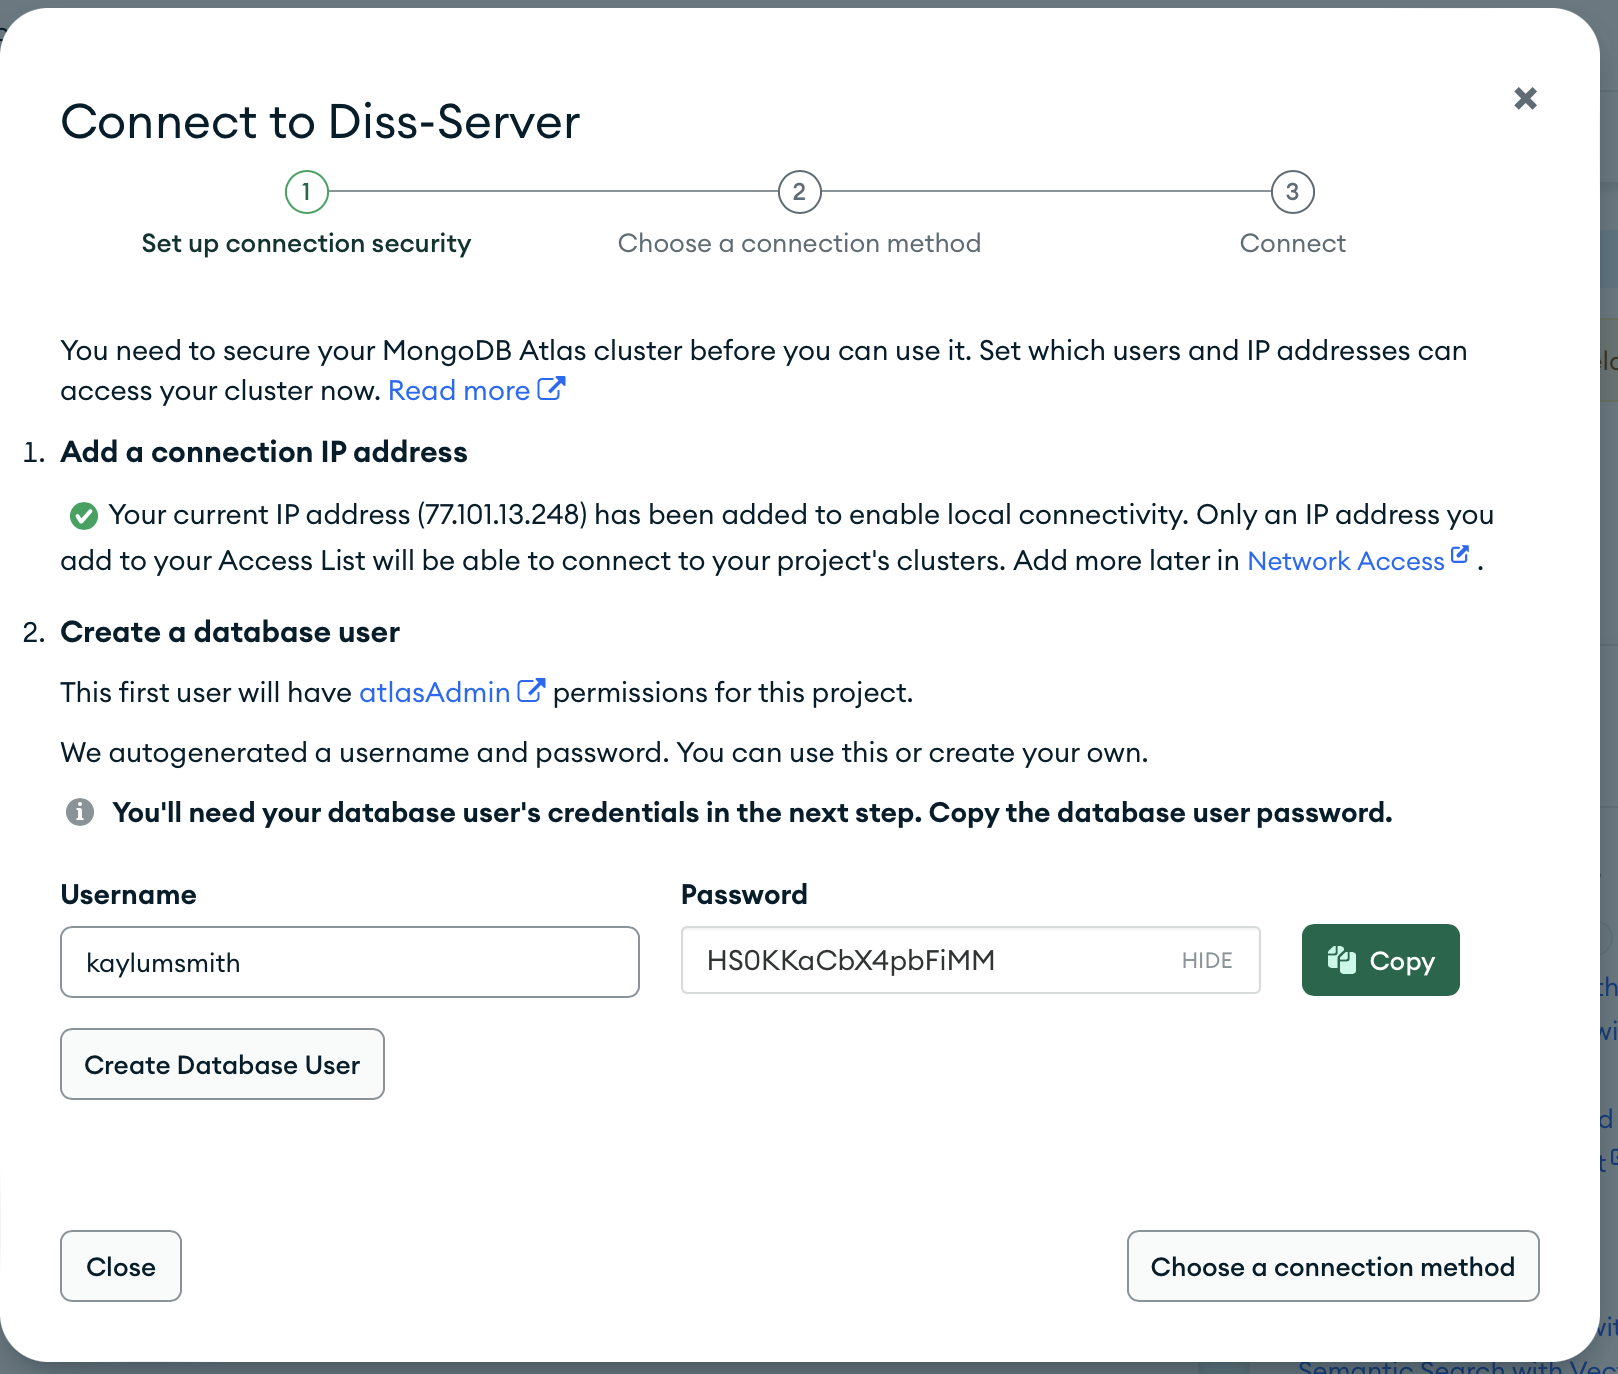 Connect to Diss-Server
1
2
3
Set up connection security
Choose a connection method
Connect
You need to secure your MongoDB Atlas cluster before you can use it. Set which users and IP addresses can
access your cluster now. Read more
1. Add a connection IP address
Your current IP address (77.101.13.248) has been added to enable local connectivity. Only an IP address you
add to your Access List will be able to connect to your project's clusters. Add more later in Network Access .
2. Create a database user
This first user will have atlasAdmin permissions for this project.
We autogenerated a username and password. You can use this or create your own.
You'll need your database user's credentials in the next step. Copy the database user password.
Username
Password
kaylumsmith
HS0KKaCbX4pbFiMM
HIDE
Copy
Create Database User
Close
Choose a connection method
Semantic Search with